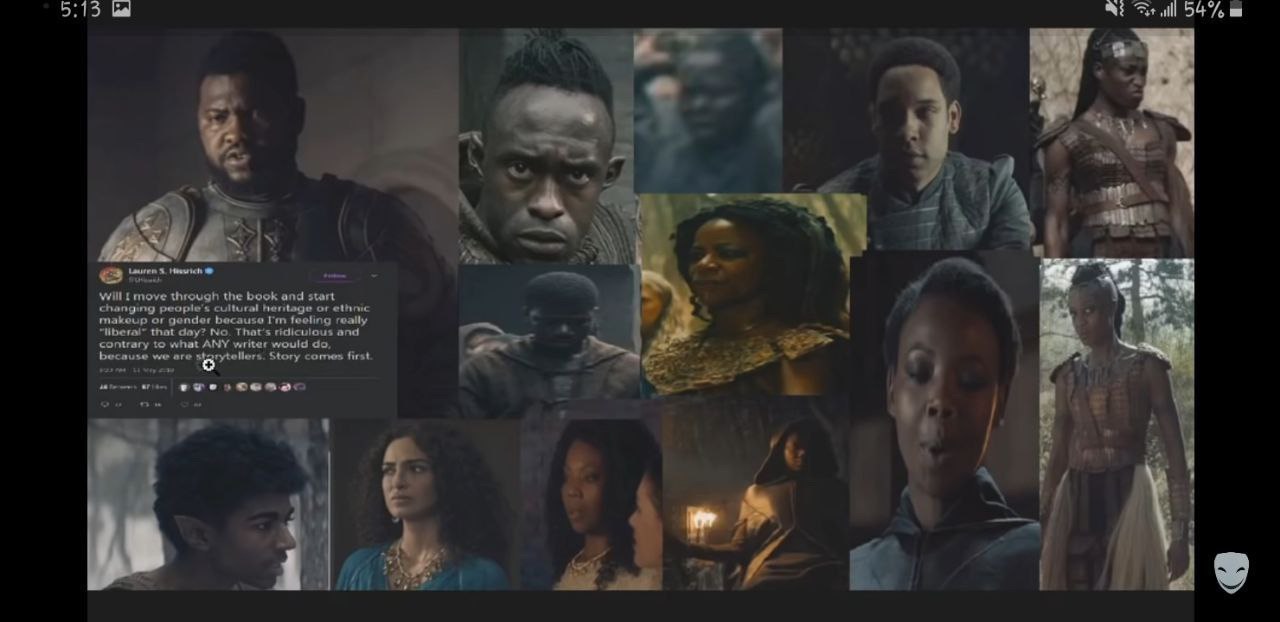 5:13
54%
Lauren S. Hissrich
Follow
Will I move through the book and start
changing people's cultural heritage or ethnic
makeup or gender because I'm feeling really
"liberal" that day? No. That's ridiculous and
contrary to what ANY writer would do,
because we are storytellers. Story comes first.